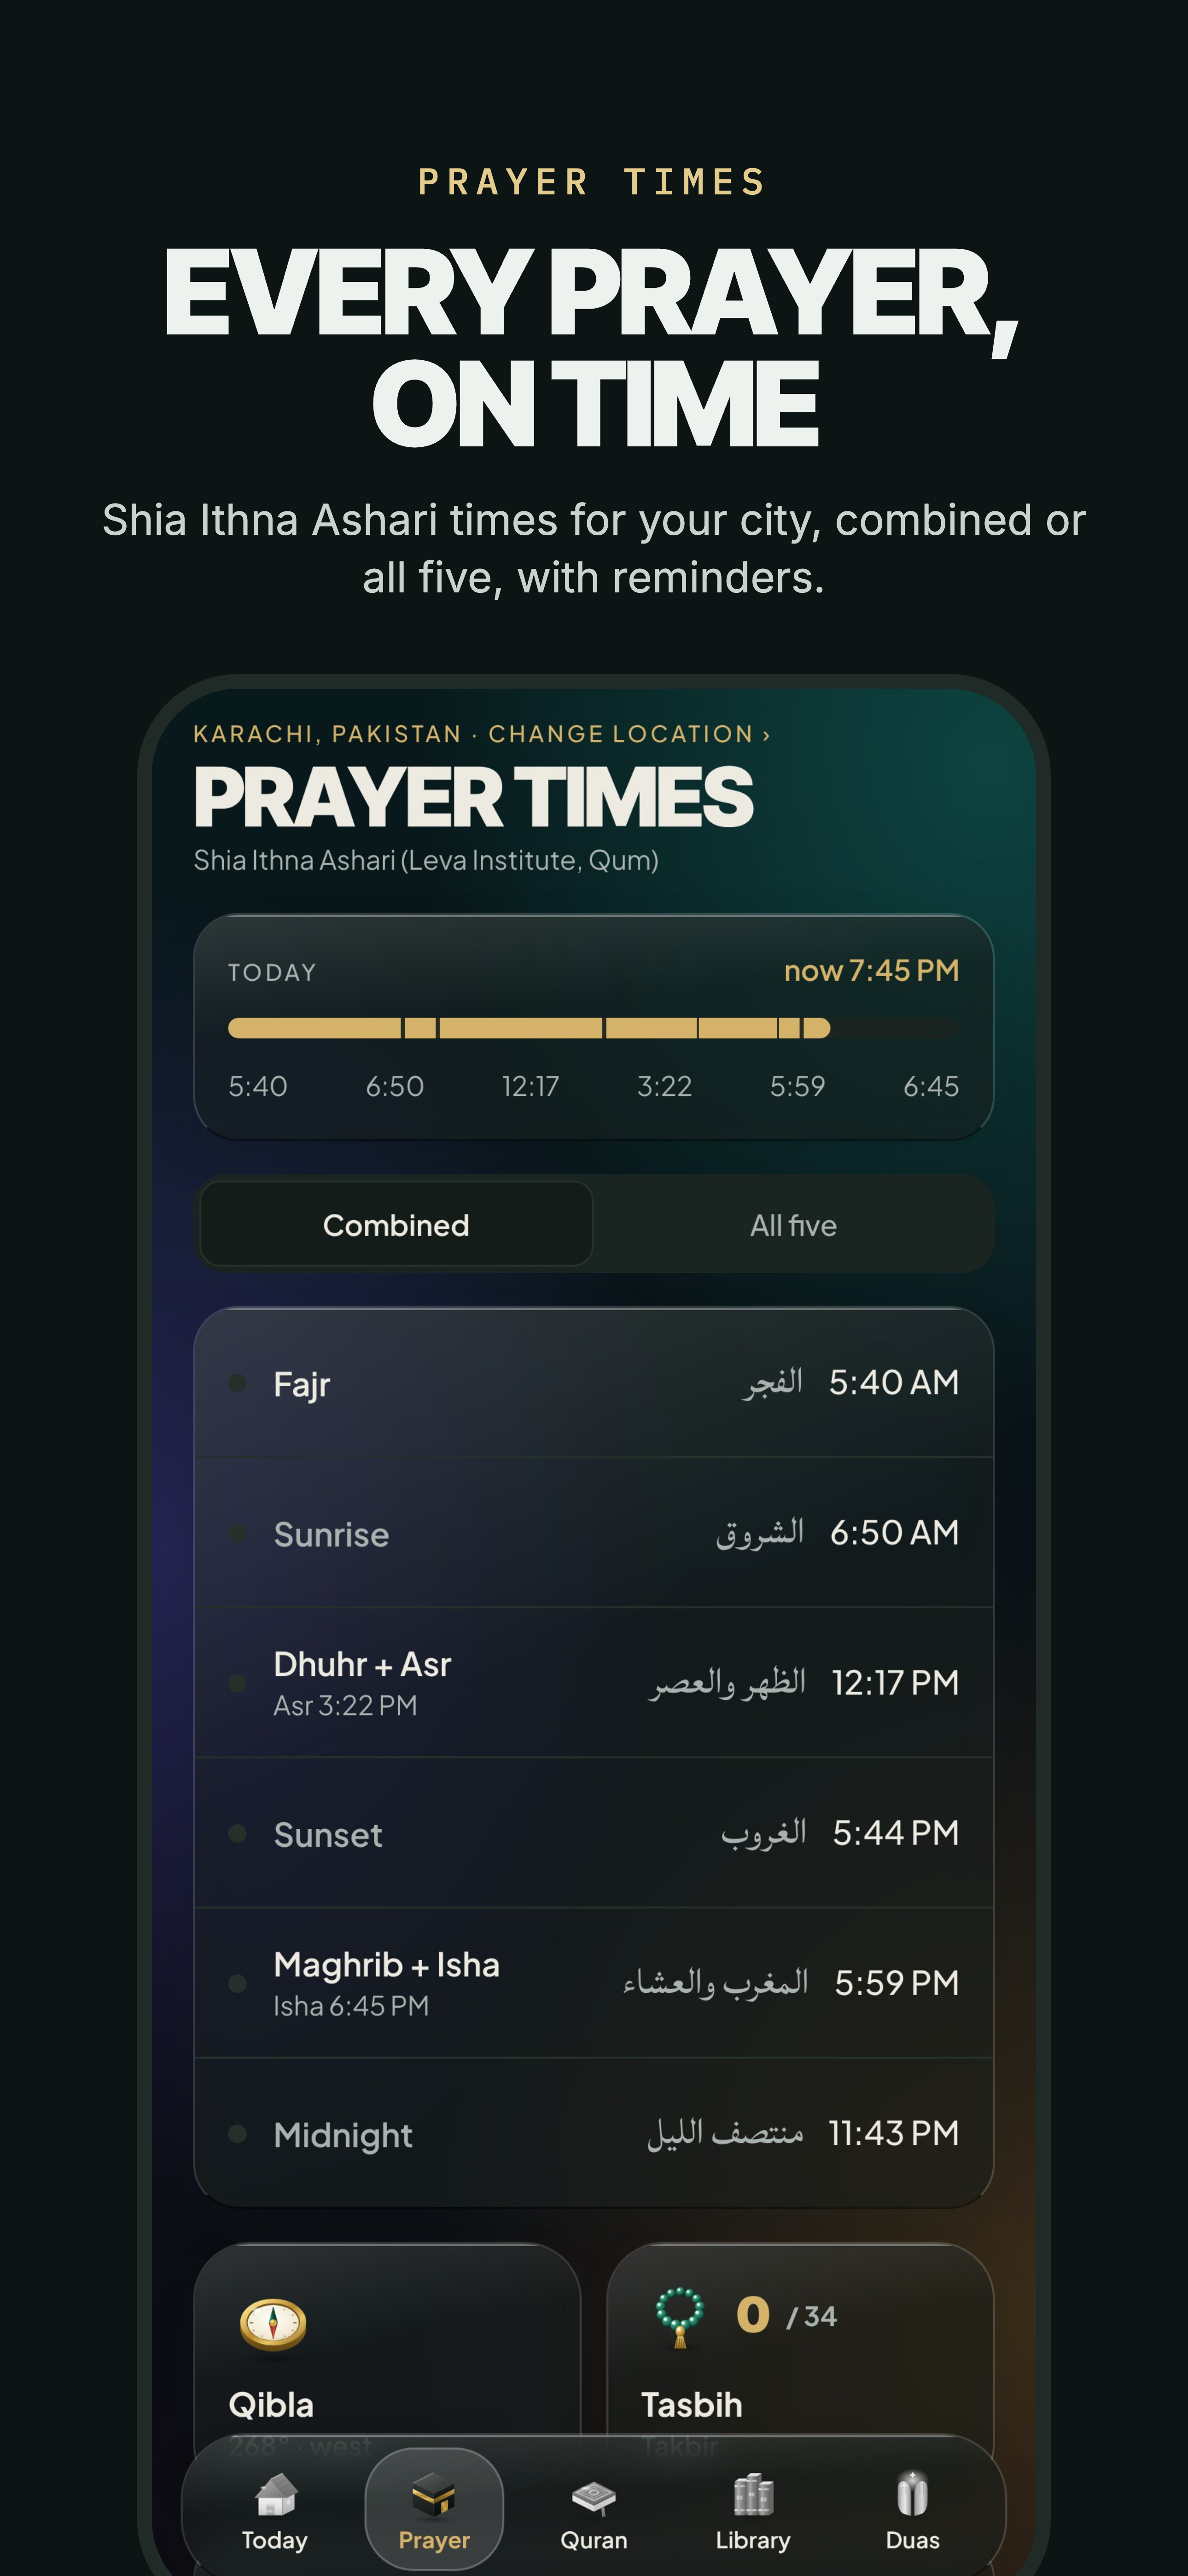 PRAYER TIMES
EVERY PRAYER,
ON TIME
Shia Ithna Ashari times for your city, combined or
all five, with reminders.
KARACHI, PAKISTAN · CHANGE LOCATION ›
PRAYER TIMES
Shia Ithna Ashari (Leva Institute, Qum)
TODAY now 7:45 PM
5:40 6:50 12:17 3:22 5:59 6:45
Combined All five
Fajr الفجر 5:40 AM
Sunrise الشروق 6:50 AM
Dhuhr + Asr الظهر والعصر 12:17 PM
Asr 3:22 PM
Sunset الغروب 5:44 PM
Maghrib + Isha المغرب والعشاء 5:59 PM
Isha 6:45 PM
Midnight منتصف الليل 11:43 PM
0 / 34
Qibla Tasbih
268° · west Takbir
Today Prayer Quran Library Duas